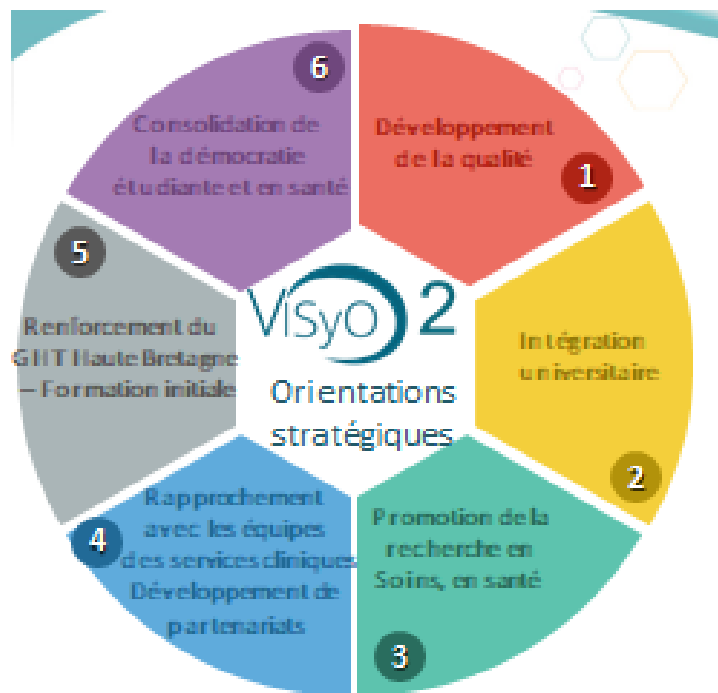 6
Consolidation de
la démocratie
étudiante et en santé
Développement
de la qualité
1
5
Renforcement du
GHT Haute Bretagne
– Formation initiale
ViSyO 2
Orientations
stratégiques
Intégration
universitaire
2
4
Rapprochement
avec les équipes
des services cliniques
Développement de
partenariats
Promotion de la
recherche en
Soins, en santé
3